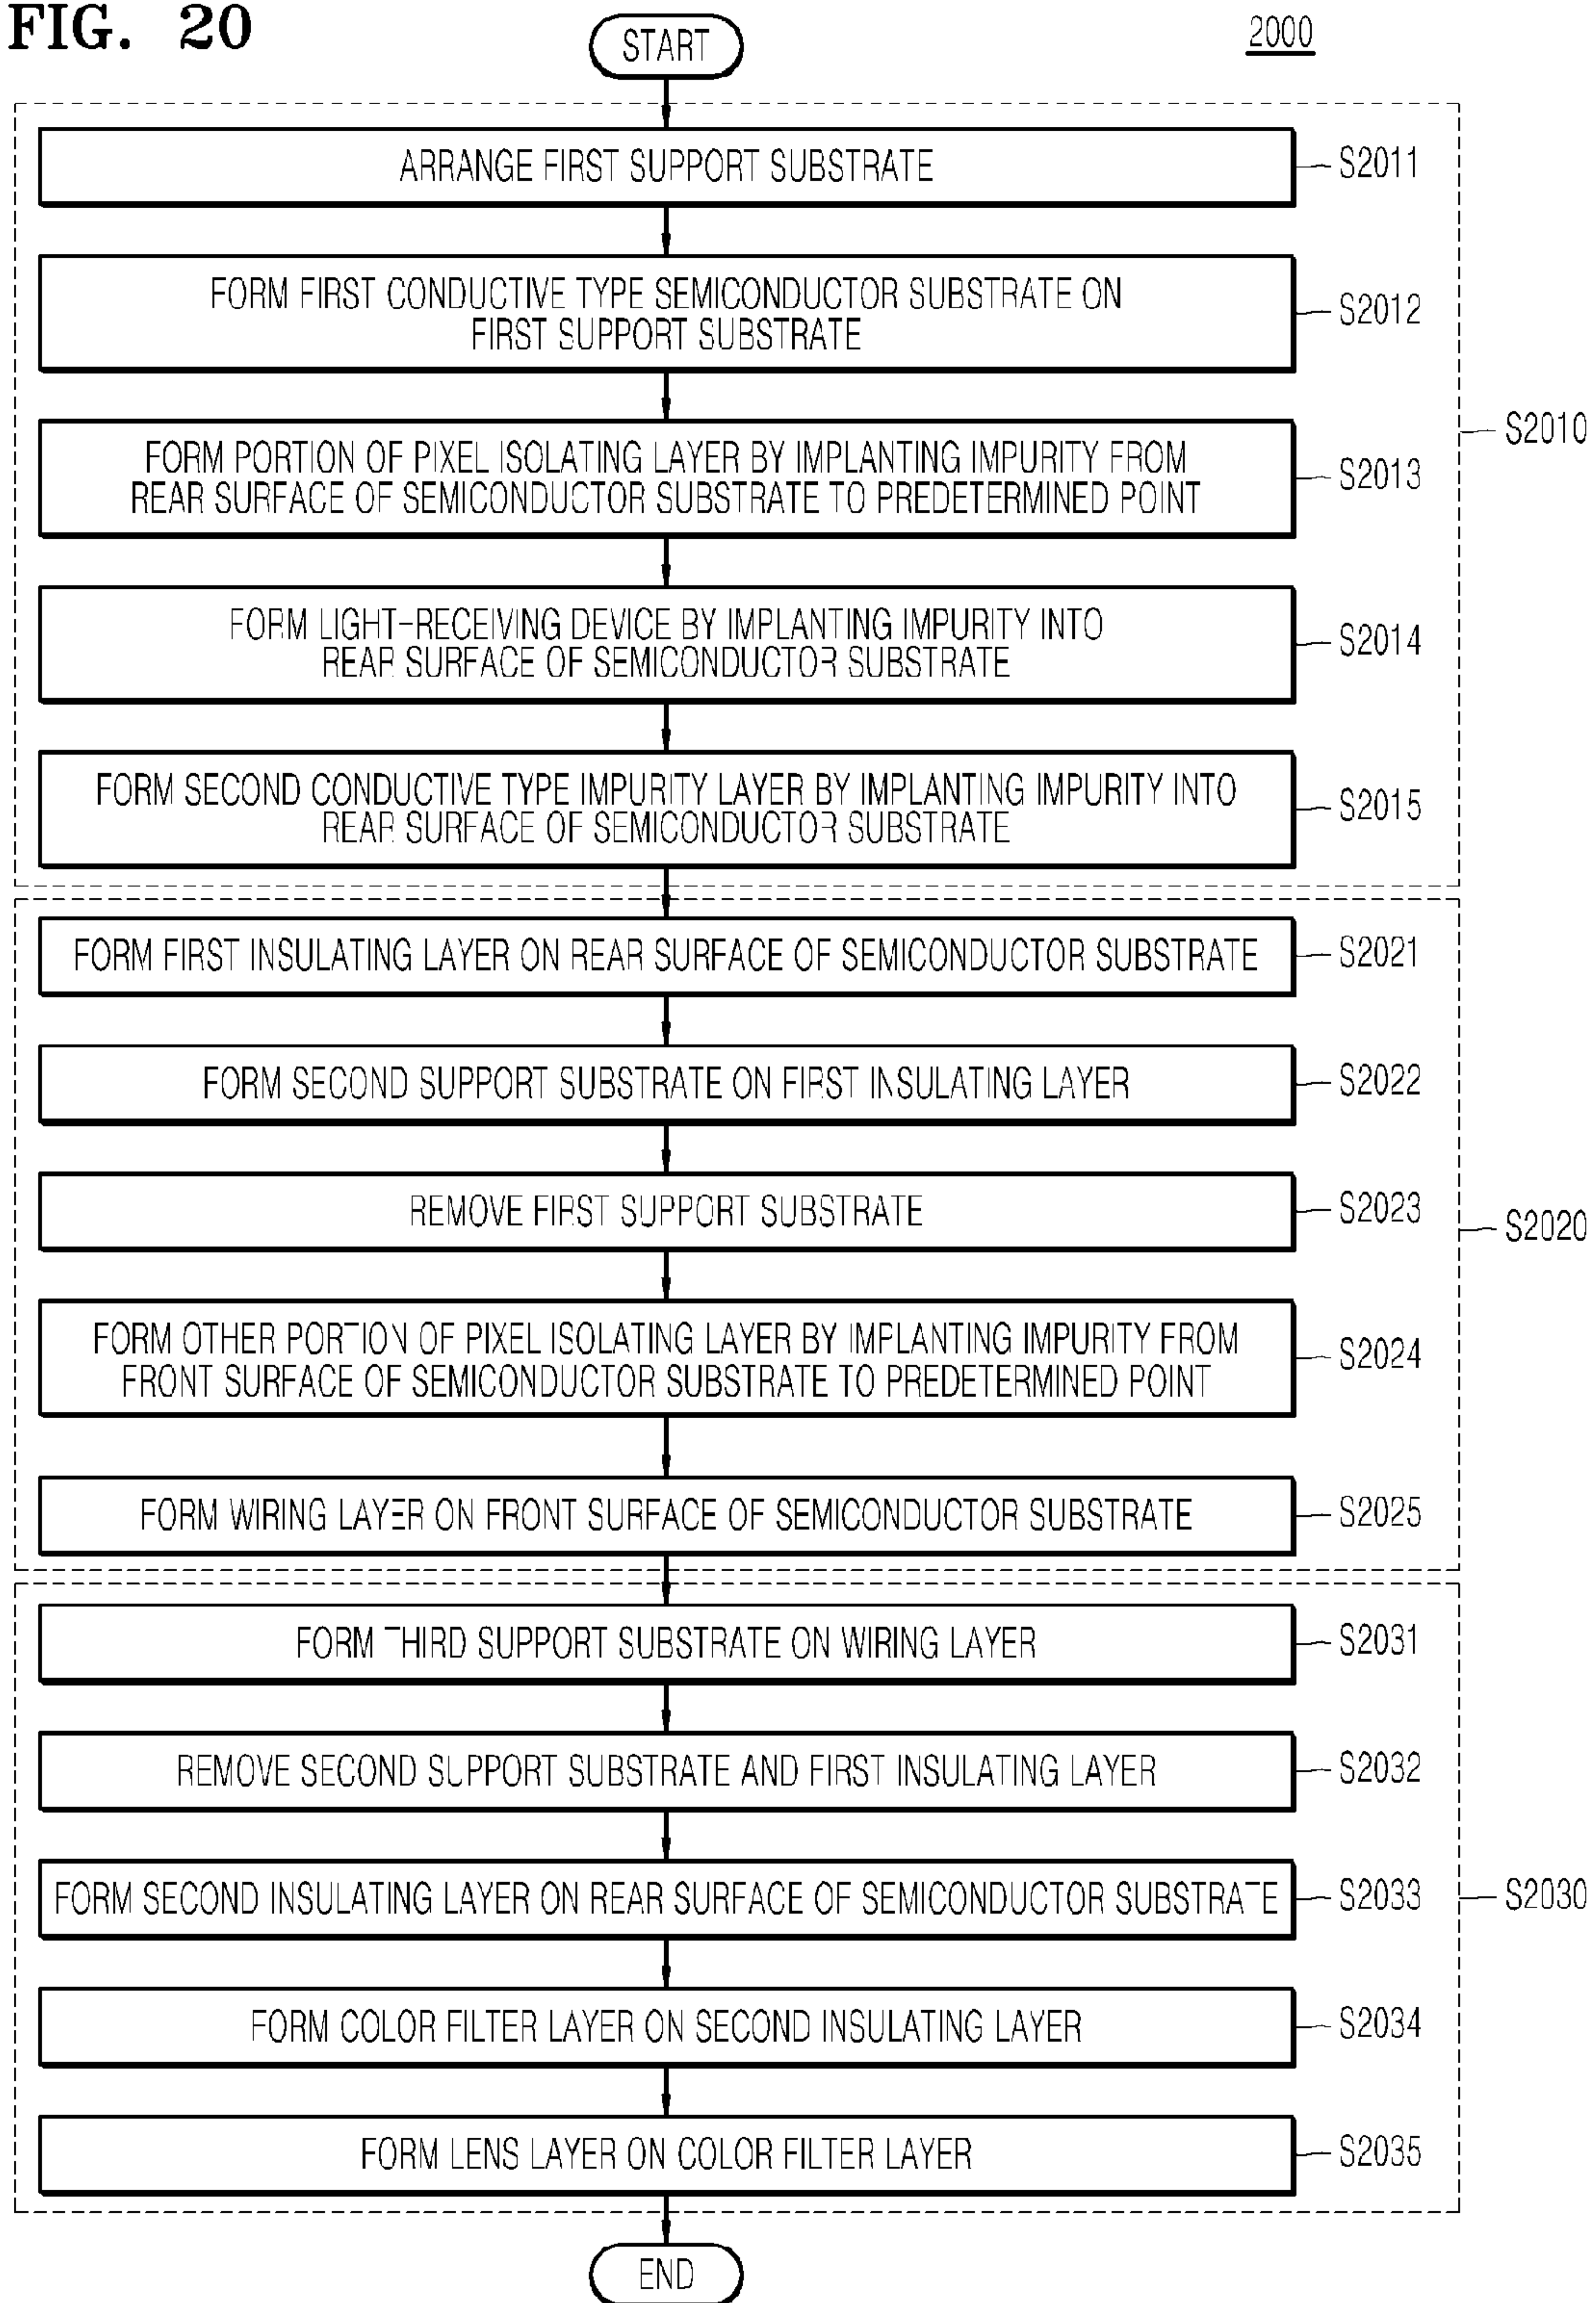 FIG. 20
2000
START
ARRANGE FIRST SUPPORT SUBSTRATE
S2011
FORM FIRST CONDUCTIVE TYPE SEMICONDUCTOR SUBSTRATE ON
FIRST SUPPORT SUBSTRATE
S2012
FORM PORTION OF PIXEL ISOLATING LAYER BY IMPLANTING IMPURITY FROM
REAR SURFACE OF SEMICONDUCTOR SUBSTRATE TO PREDETERMINED POINT
S2013
S2010
FORM LIGHT-RECEIVING DEVICE BY IMPLANTING IMPURITY INTO
REAR SURFACE OF SEMICONDUCTOR SUBSTRATE
S2014
FORM SECOND CONDUCTIVE TYPE IMPURITY LAYER BY IMPLANTING IMPURITY INTO
REAR SURFACE OF SEMICONDUCTOR SUBSTRATE
S2015
FORM FIRST INSULATING LAYER ON REAR SURFACE OF SEMICONDUCTOR SUBSTRATE
S2021
FORM SECOND SUPPORT SUBSTRATE ON FIRST INSULATING LAYER
S2022
REMOVE FIRST SUPPORT SUBSTRATE
S2023
S2020
FORM OTHER PORTION OF PIXEL ISOLATING LAYER BY IMPLANTING IMPURITY FROM
FRONT SURFACE OF SEMICONDUCTOR SUBSTRATE TO PREDETERMINED POINT
S2024
FORM WIRING LAYER ON FRONT SURFACE OF SEMICONDUCTOR SUBSTRATE
S2025
FORM THIRD SUPPORT SUBSTRATE ON WIRING LAYER
S2031
REMOVE SECOND SUPPORT SUBSTRATE AND FIRST INSULATING LAYER
S2032
FORM SECOND INSULATING LAYER ON REAR SURFACE OF SEMICONDUCTOR SUBSTRATE
S2033
S2030
FORM COLOR FILTER LAYER ON SECOND INSULATING LAYER
S2034
FORM LENS LAYER ON COLOR FILTER LAYER
S2035
END